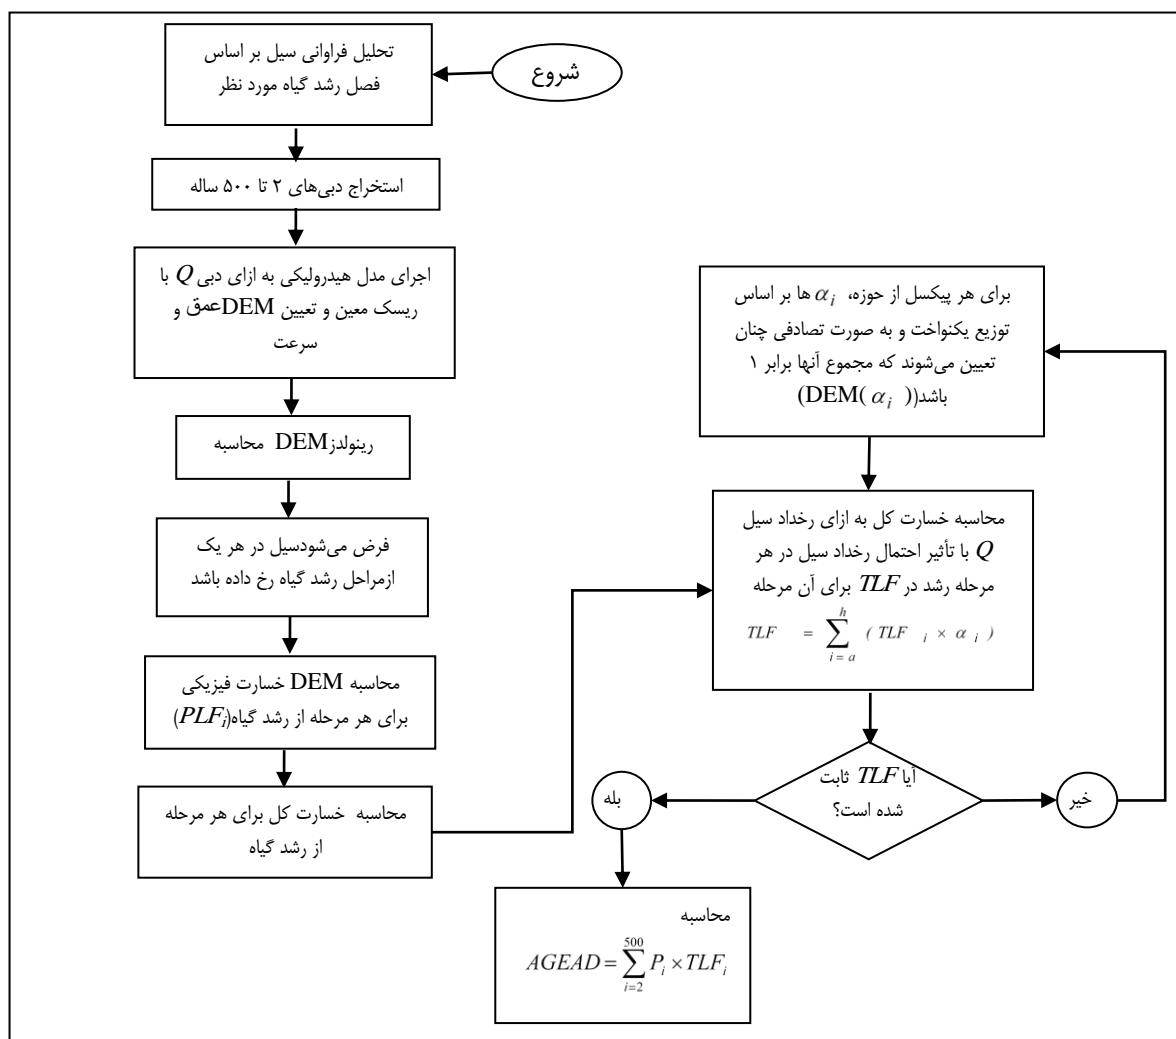 شروع
تحلیل فراوانی سیل بر اساس
فصل رشد گیاه مورد نظر
استخراج دبی‌های ۲ تا ۵۰۰ ساله
اجرای مدل هیدرولیکی به ازای دبی Q با
ریسک معین و تعیین DEMعمق و
سرعت
رینولدزDEM محاسبه
فرض می‌شودسیل در هر یک
ازمراحل رشد گیاه رخ داده باشد
محاسبه DEM خسارت فیزیکی
برای هر مرحله از رشد گیاه(PLFi)
محاسبه خسارت کل برای هر مرحله
از رشد گیاه
برای هر پیکسل از حوزه، αi ها بر اساس
توزیع یکنواخت و به صورت تصادفی چنان
تعیین می‌شوند که مجموع آنها برابر ۱
باشد((DEM(αi)
محاسبه خسارت کل به ازای رخداد سیل
Q با تأثیر احتمال رخداد سیل در هر
مرحله رشد در TLF برای آن مرحله
TLF = ∑_{i=a}^{h} (TLF i × α i)
آیا TLF ثابت
شده است؟
خیر
بله
محاسبه
AGEAD = ∑_{i=2}^{500} Pi × TLFi